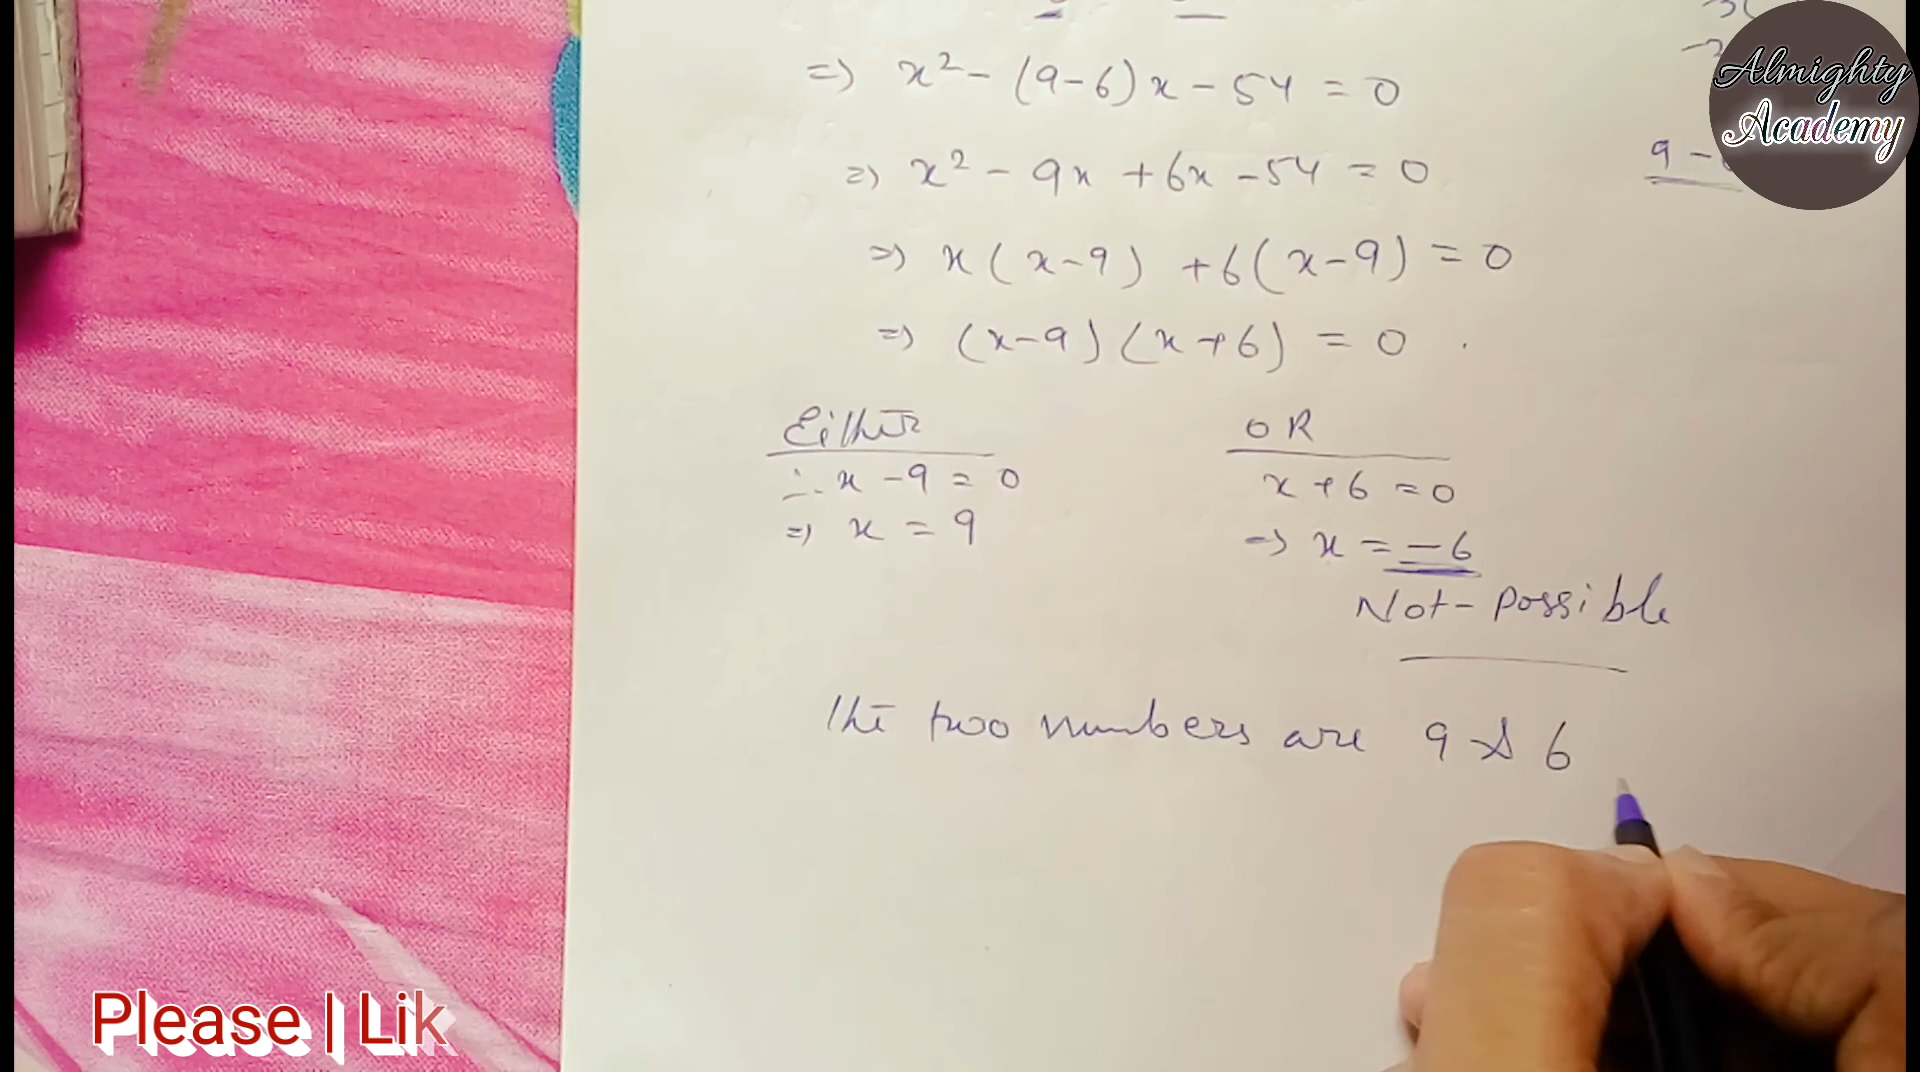 => x² - (9-6)x - 54 = 0
Almighty
Academy
=> x² - 9x + 6x - 54 = 0
9 -
=> x(x-9) + 6(x-9) = 0
=> (x-9)(x+6) = 0 .
Either
OR
∴ x - 9 = 0
x + 6 = 0
=> x = 9
=> x = -6
Not-possible
The two numbers are 9 & 6
Please | Lik